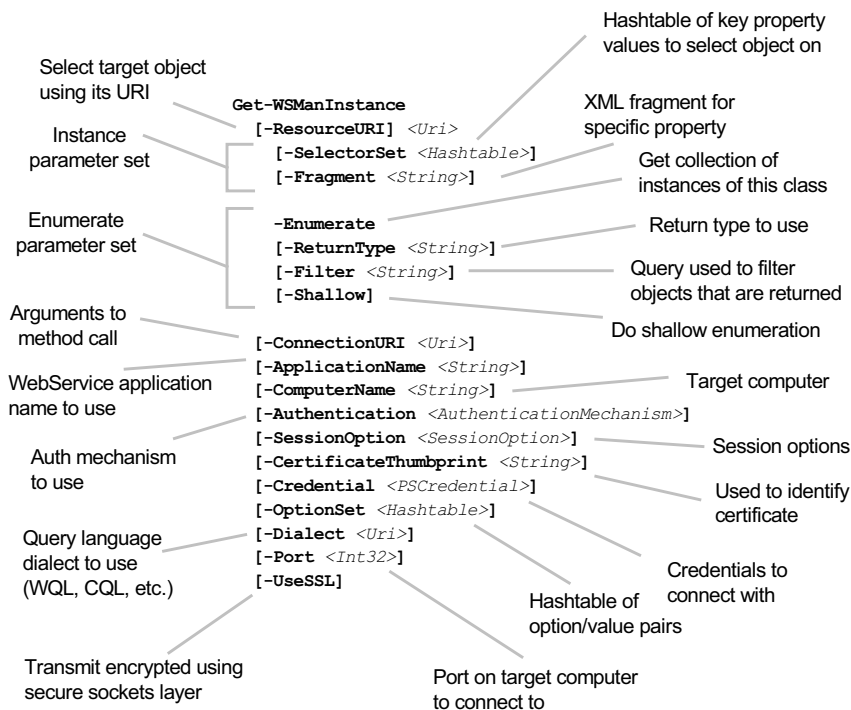 Hashtable of key property
values to select object on
Select target object
using its URI
Get-WSManInstance
[-ResourceURI] <Uri>
XML fragment for
specific property
Instance
parameter set
[-SelectorSet <Hashtable>]
[-Fragment <String>]
Get collection of
instances of this class
Enumerate
parameter set
-Enumerate
[-ReturnType <String>]
[-Filter <String>]
[-Shallow]
Return type to use
Query used to filter
objects that are returned
Do shallow enumeration
Arguments to
method call
[-ConnectionURI <Uri>]
[-ApplicationName <String>]
[-ComputerName <String>]
[-Authentication <AuthenticationMechanism>]
[-SessionOption <SessionOption>]
[-CertificateThumbprint <String>]
[-Credential <PSCredential>]
[-OptionSet <Hashtable>]
[-Dialect <Uri>]
[-Port <Int32>]
[-UseSSL]
WebService application
name to use
Target computer
Auth mechanism
to use
Session options
Used to identify
certificate
Query language
dialect to use
(WQL, CQL, etc.)
Credentials to
connect with
Hashtable of
option/value pairs
Transmit encrypted using
secure sockets layer
Port on target computer
to connect to